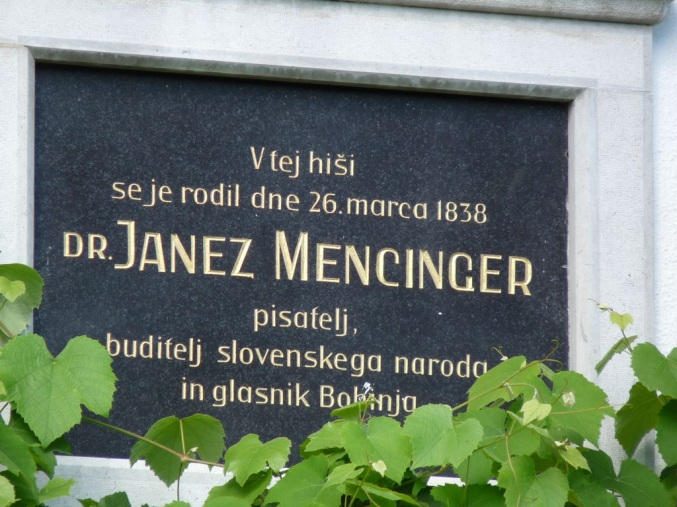 V tej hiši
se je rodil dne 26. marca 1838
DR. JANEZ MENCINGER
pisatelj,
buditelj slovenskega naroda
in glasnik Bohinja